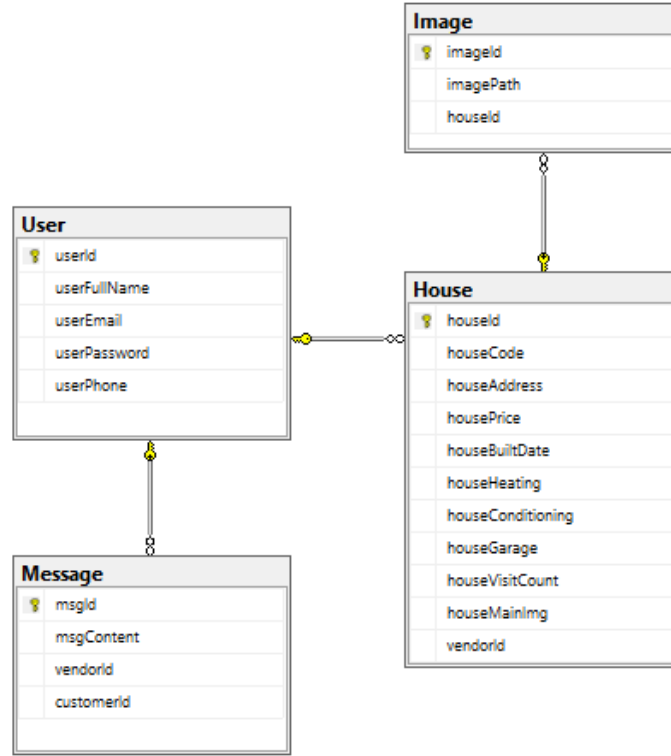 Image
imageId
imagePath
houseId
User
userId
userFullName
userEmail
userPassword
userPhone
House
houseId
houseCode
houseAddress
housePrice
houseBuiltDate
houseHeating
houseConditioning
houseGarage
houseVisitCount
houseMainImg
vendorId
Message
msgId
msgContent
vendorId
customerId